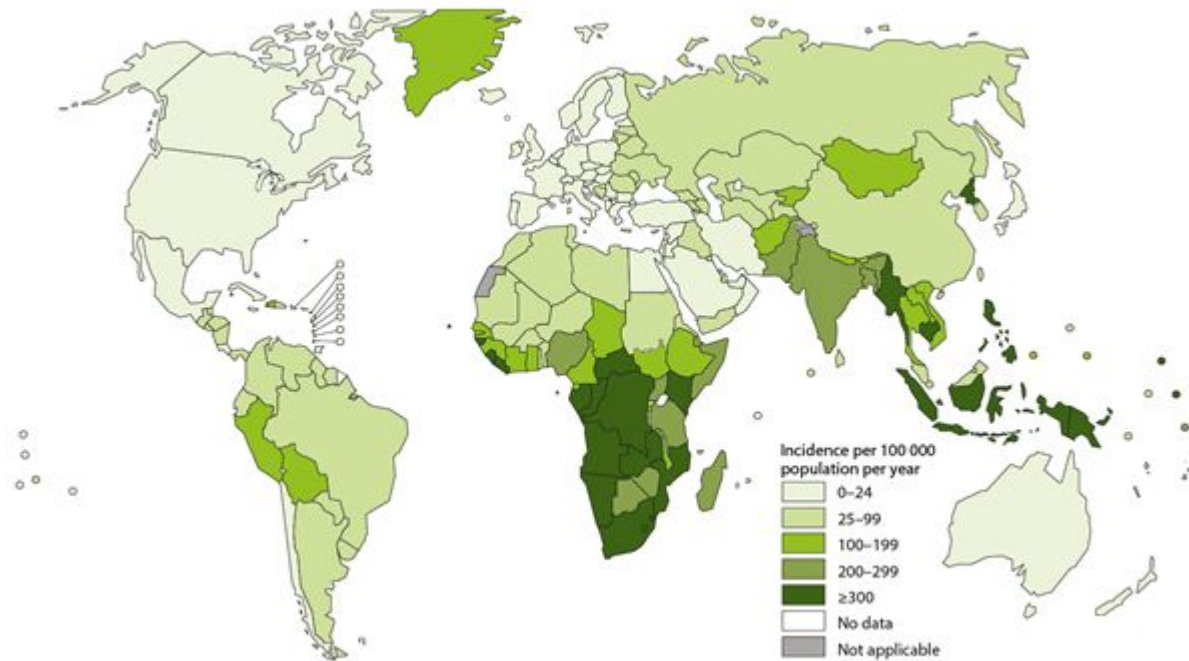 Incidence per 100 000
population per year
0–24
25–99
100–199
200–299
≥300
No data
Not applicable